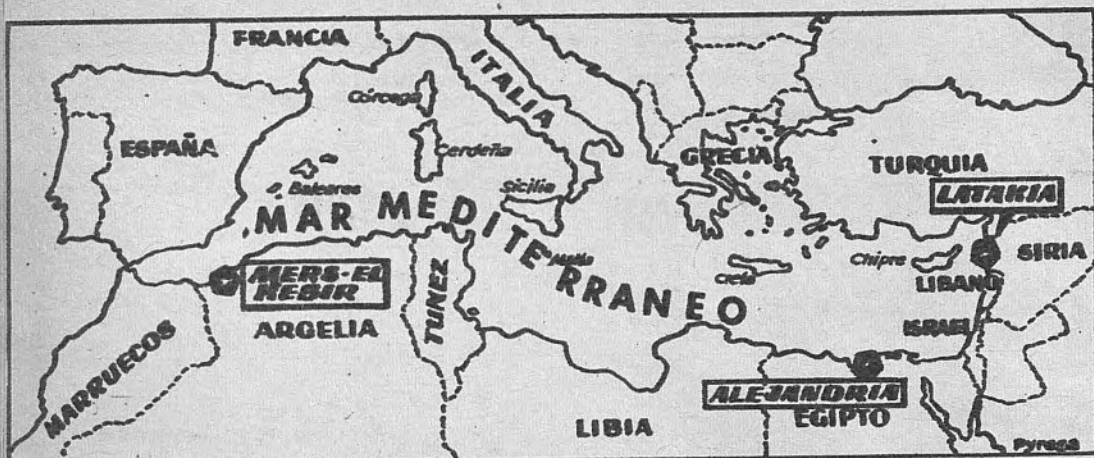 FRANCIA
ITALIA
Córcega
ESPAÑA
Cerdeña
GRECIA
TURQUIA
Baleares
Sicilia
LATAKIA
MAR MEDITERRANEO
Malta
Creta
Chipre
SIRIA
LIBANO
MERS-EL
KEBIR
ARGELIA
TUNEZ
ISRAEL
MARRUECOS
ALEJANDRIA
LIBIA
EGIPTO
Pyresa